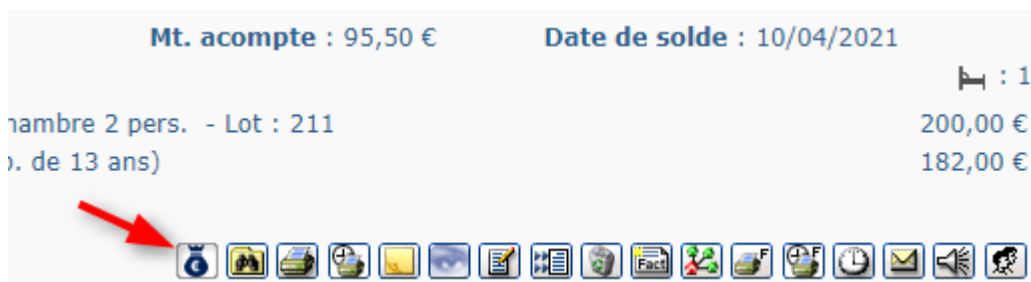 Mt. acompte : 95,50 € Date de solde : 10/04/2021
: 1
hambre 2 pers. - Lot : 211 200,00 €
. de 13 ans) 182,00 €
€ Fact F F